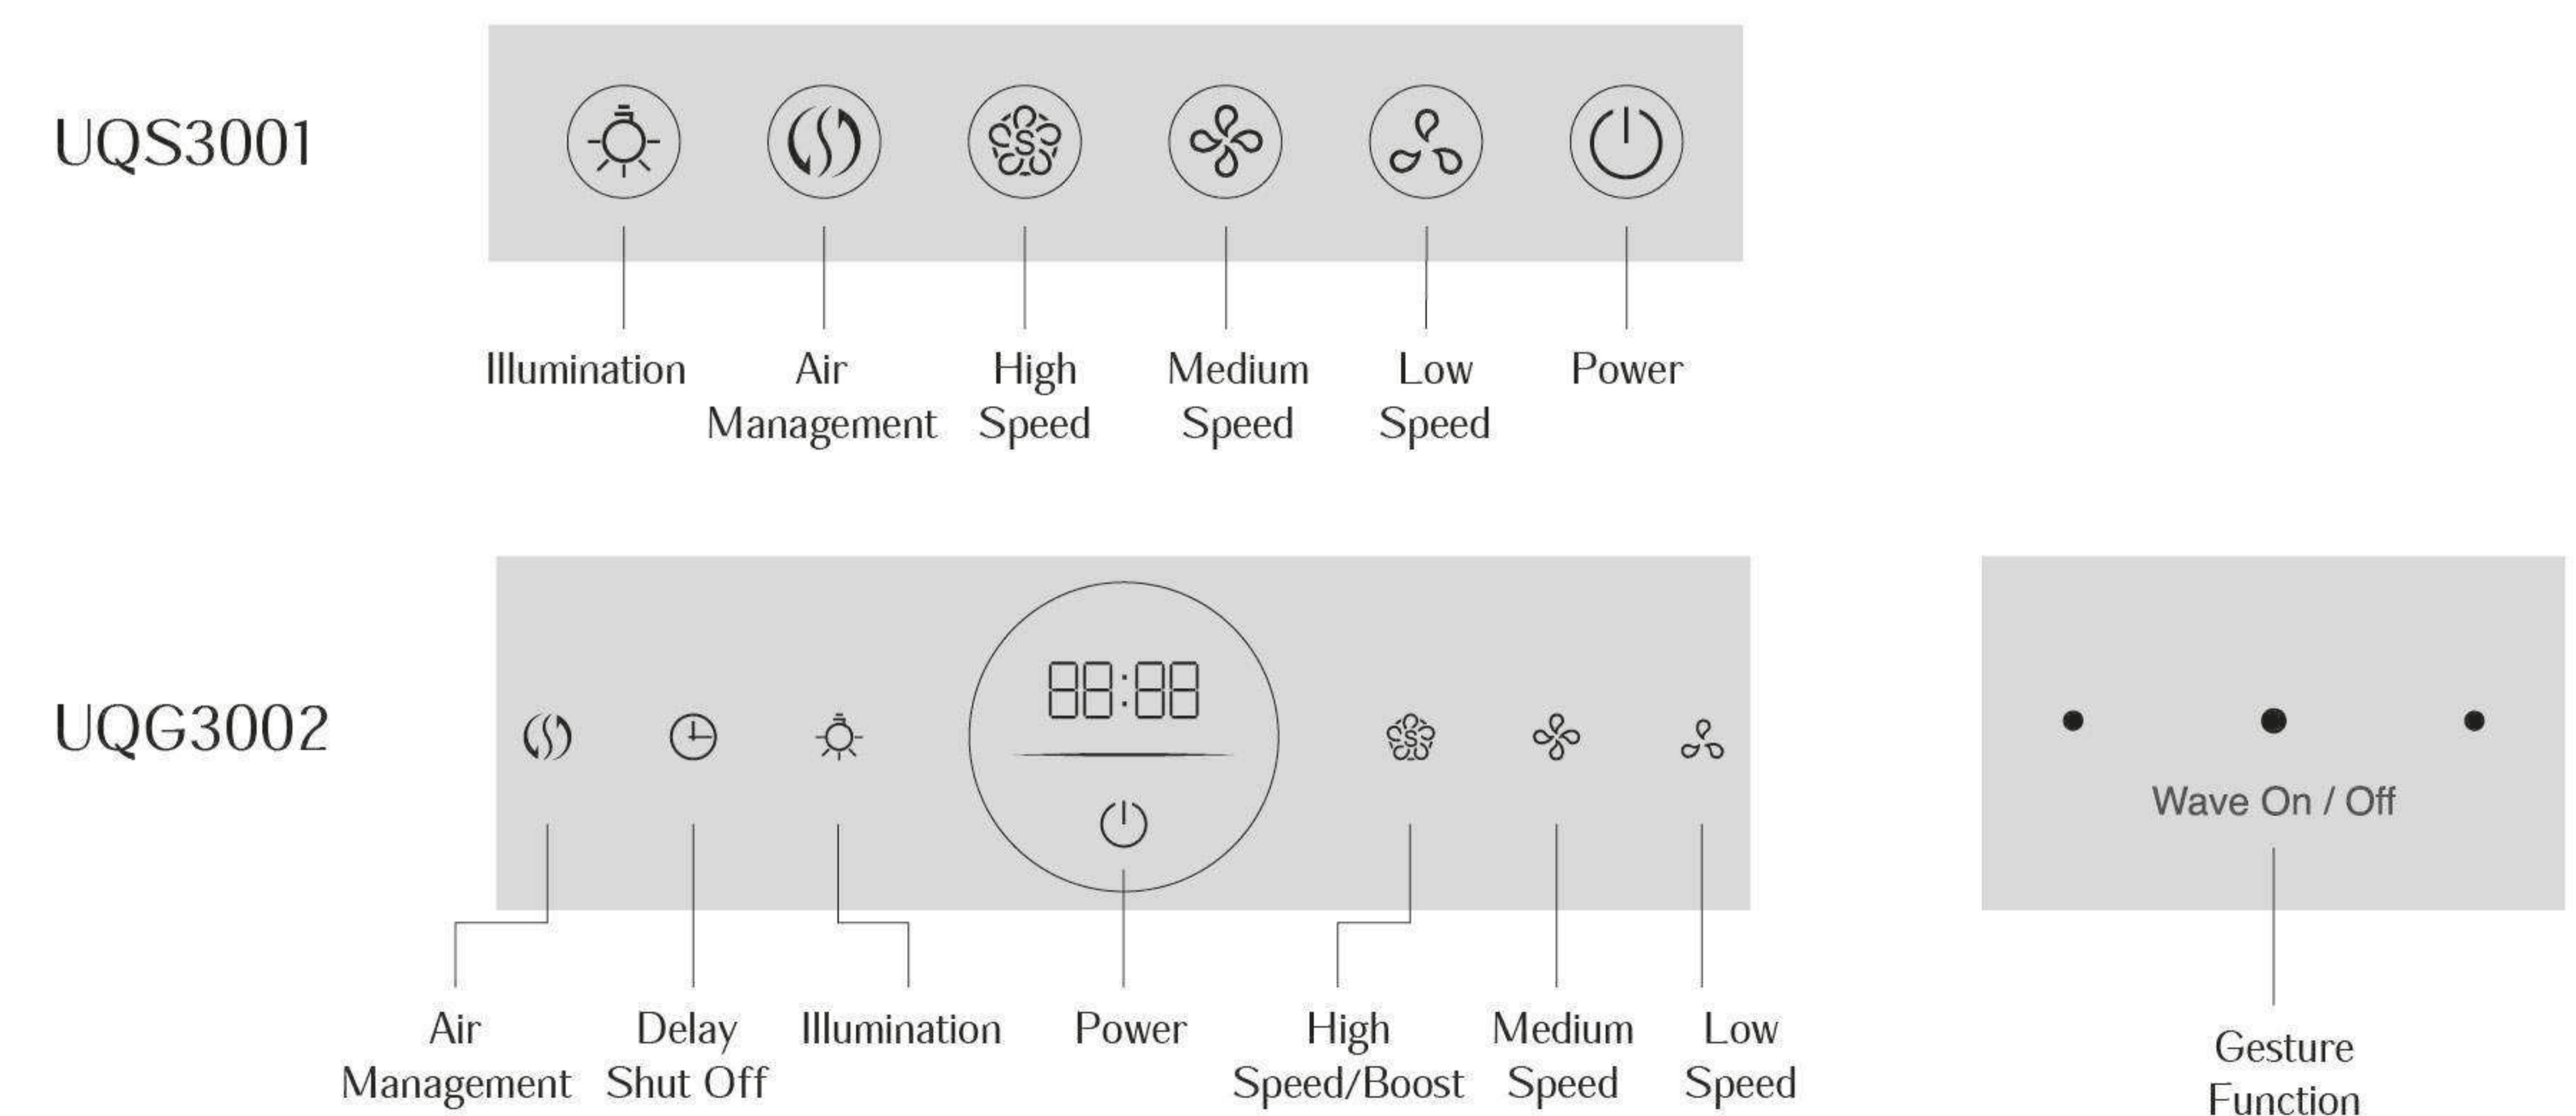 UQS3001
Illumination
Air
Management
High
Speed
Medium
Speed
Low
Speed
Power
UQG3002
88:88
Air
Management
Delay
Shut Off
Illumination
Power
High
Speed/Boost
Medium
Speed
Low
Speed
Wave On / Off
Gesture
Function